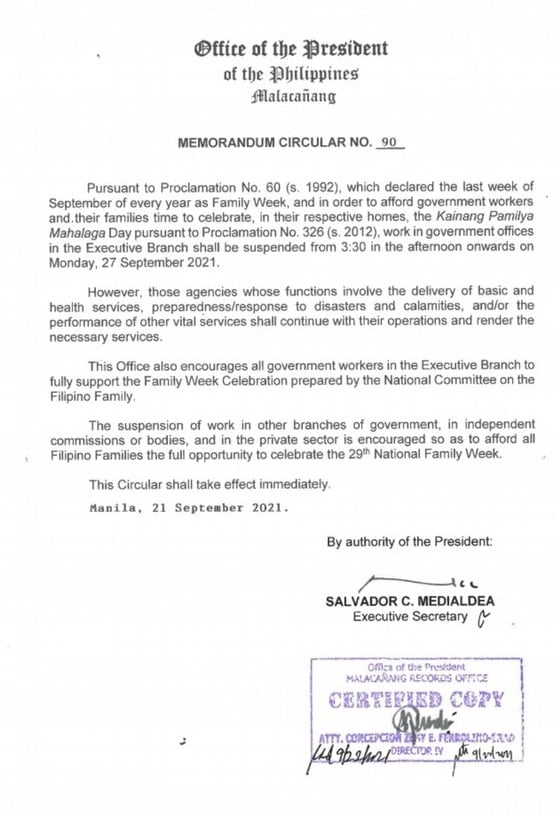 Office of the President
of the Philippines
Malacañang
MEMORANDUM CIRCULAR NO. 90
Pursuant to Proclamation No. 60 (s. 1992), which declared the last week of
September of every year as Family Week, and in order to afford government workers
and their families time to celebrate, in their respective homes, the Kainang Pamilya
Mahalaga Day pursuant to Proclamation No. 326 (s. 2012), work in government offices
in the Executive Branch shall be suspended from 3:30 in the afternoon onwards on
Monday, 27 September 2021.
However, those agencies whose functions involve the delivery of basic and
health services, preparedness/response to disasters and calamities, and/or the
performance of other vital services shall continue with their operations and render the
necessary services.
This Office also encourages all government workers in the Executive Branch to
fully support the Family Week Celebration prepared by the National Committee on the
Filipino Family.
The suspension of work in other branches of government, in independent
commissions or bodies, and in the private sector is encouraged so as to afford all
Filipino Families the full opportunity to celebrate the 29th National Family Week.
This Circular shall take effect immediately.
Manila, 21 September 2021.
By authority of the President:
SALVADOR C. MEDIALDEA
Executive Secretary
Office of the President
MALACAÑANG RECORDS OFFICE
CERTIFIED COPY
ATTY. CONCEPCION E.
DIRECTOR IV